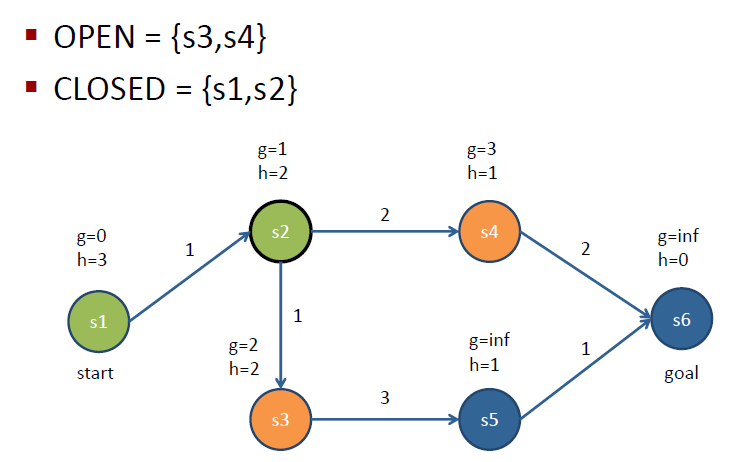 ▪ OPEN = {s3,s4}
▪ CLOSED = {s1,s2}
g=1
h=2
g=3
h=1
s2
2
s4
g=0
h=3
1
2
g=inf
h=0
s1
1
s6
start
g=2
h=2
g=inf
h=1
1
goal
s3
3
s5